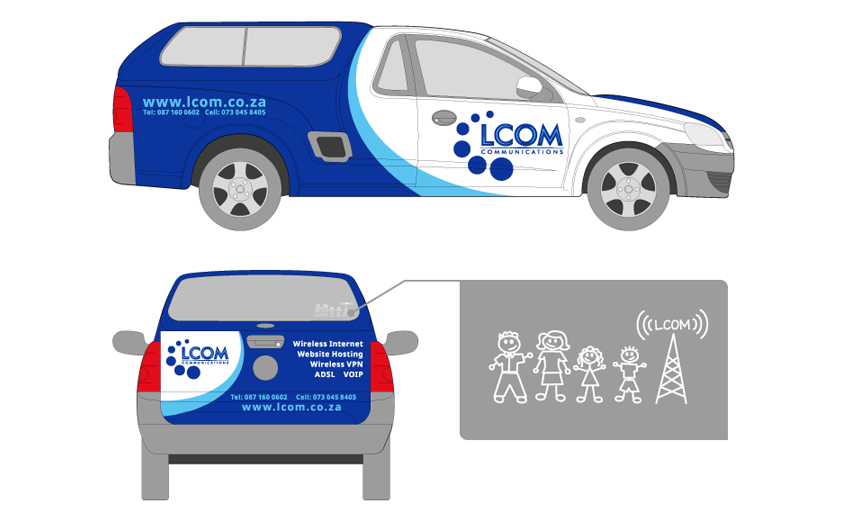 www.lcom.co.za
Tel: 087 160 0602 Cell: 073 045 8405
LCOM
COMMUNICATIONS
LCOM
COMMUNICATIONS
Wireless Internet
Website Hosting
Wireless VPN
ADSL VOIP
Tel: 087 160 0602 Cell: 073 045 8405
www.lcom.co.za
LCOM